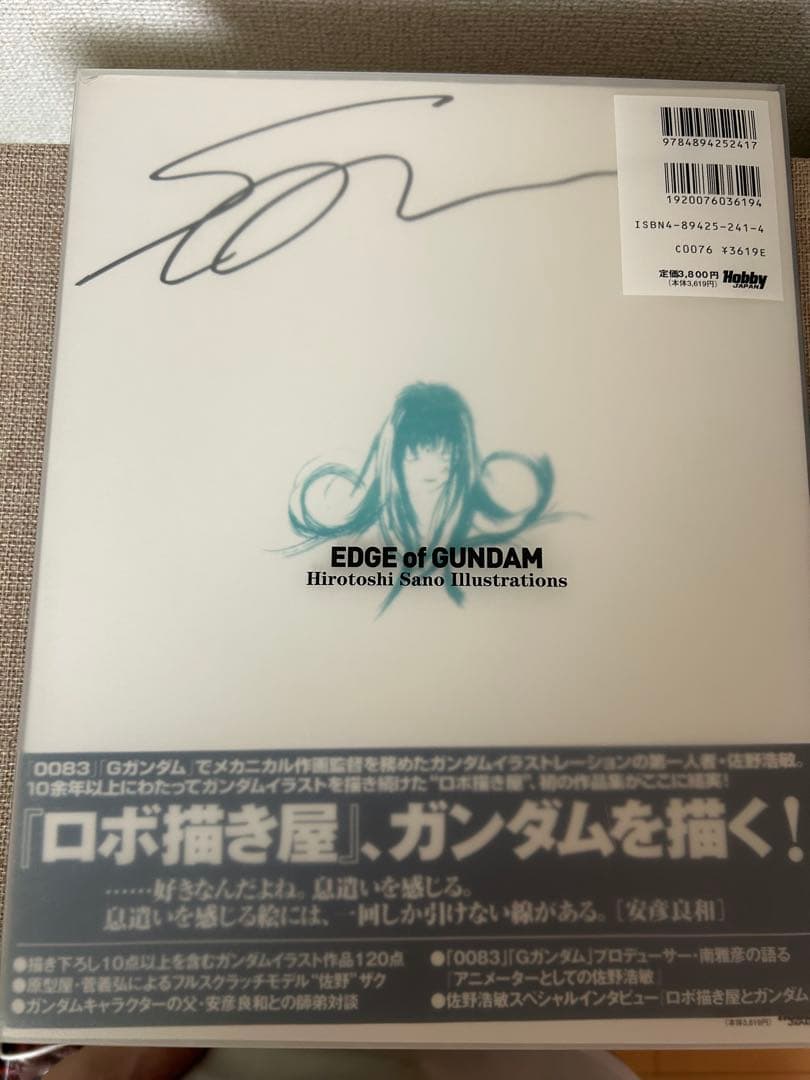 9784894252417
1920076036194
ISBN4-89425-241-4
C0076 ¥3619E
定価3,800円
(本体3,619円)
Hobby
JAPAN
EDGE of GUNDAM
Hirotoshi Sano Illustrations
『0083』『Gガンダム』でメカニカル作画監督を務めたガンダムイラストレーションの第一人者・佐野浩敏。
10余年以上にわたってガンダムイラストを描き続けた“ロボ描き屋”、初の作品集がここに結実!
『ロボ描き屋』、ガンダムを描く!
……好きなんだよね。息遣いを感じる。
息遣いを感じる絵には、一回しか引けない線がある。[安彦良和]
●描き下ろし10点以上を含むガンダムイラスト作品120点
●原型屋・菅義弘によるフルスクラッチモデル“佐野”ザク
●ガンダムキャラクターの父・安彦良和との師弟対談
●『0083』『Gガンダム』プロデューサー・南雅彦の語る
『アニメーターとしての佐野浩敏』
●佐野浩敏スペシャルインタビュー『ロボ描き屋とガンダム
(本体3,619円)